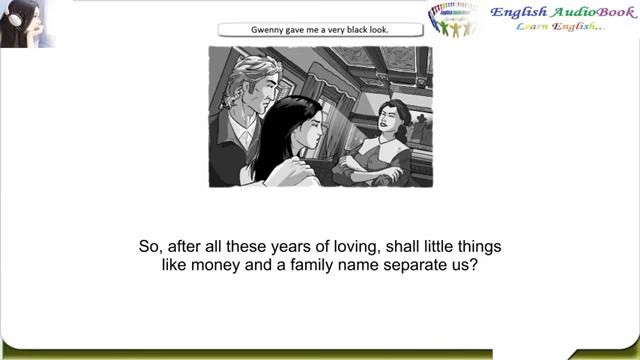 Gwenny gave me a very black look.
English AudioBook
Learn English...
So, after all these years of loving, shall little things
like money and a family name separate us?